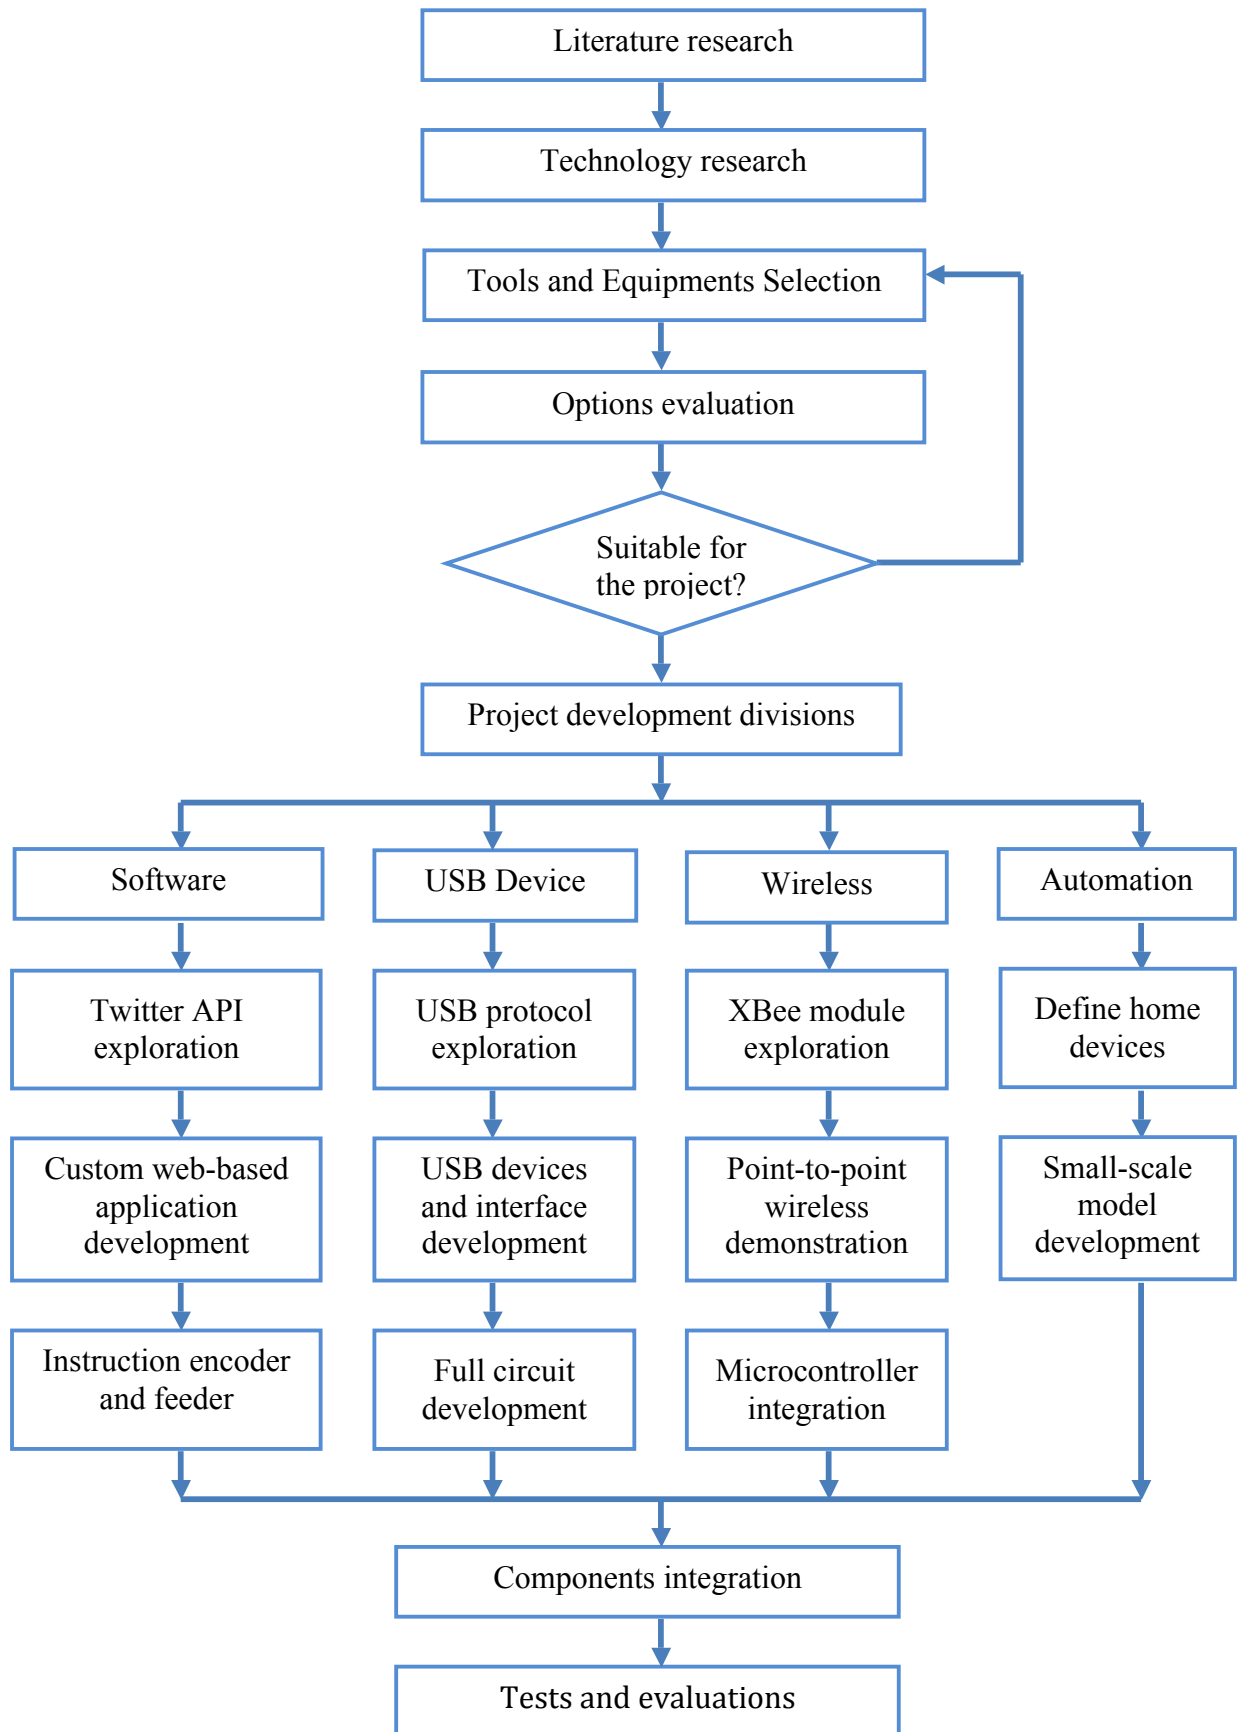 Literature research
Technology research
Tools and Equipments Selection
Options evaluation
Suitable for
the project?
Project development divisions
Software
USB Device
Wireless
Automation
Twitter API
exploration
USB protocol
exploration
XBee module
exploration
Define home
devices
Custom web-based
application
development
USB devices
and interface
development
Point-to-point
wireless
demonstration
Small-scale
model
development
Instruction encoder
and feeder
Full circuit
development
Microcontroller
integration
Components integration
Tests and evaluations